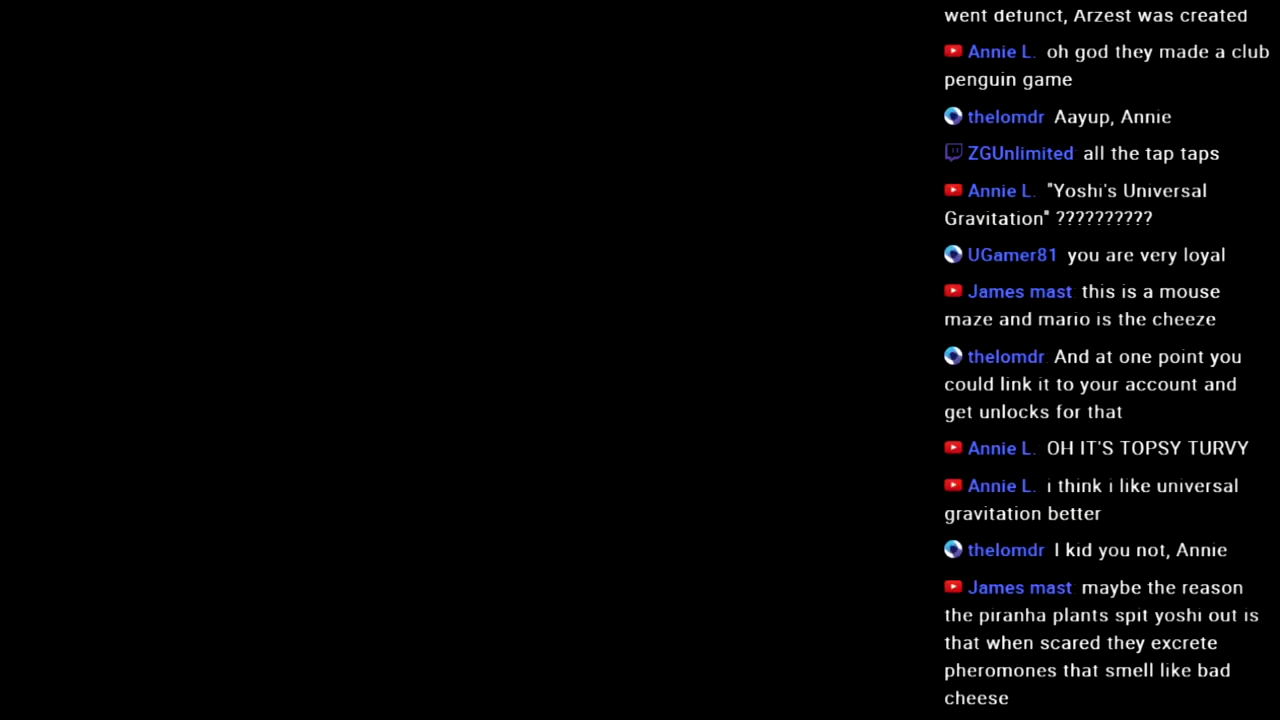 went defunct, Arzest was created
Annie L. oh god they made a club
penguin game
thelomdr Aayup, Annie
ZGUnlimited all the tap taps
Annie L. "Yoshi's Universal
Gravitation" ??????????
UGamer81 you are very loyal
James mast this is a mouse
maze and mario is the cheeze
thelomdr And at one point you
could link it to your account and
get unlocks for that
Annie L. OH IT'S TOPSY TURVY
Annie L. i think i like universal
gravitation better
thelomdr I kid you not, Annie
James mast maybe the reason
the piranha plants spit yoshi out is
that when scared they excrete
pheromones that smell like bad
cheese